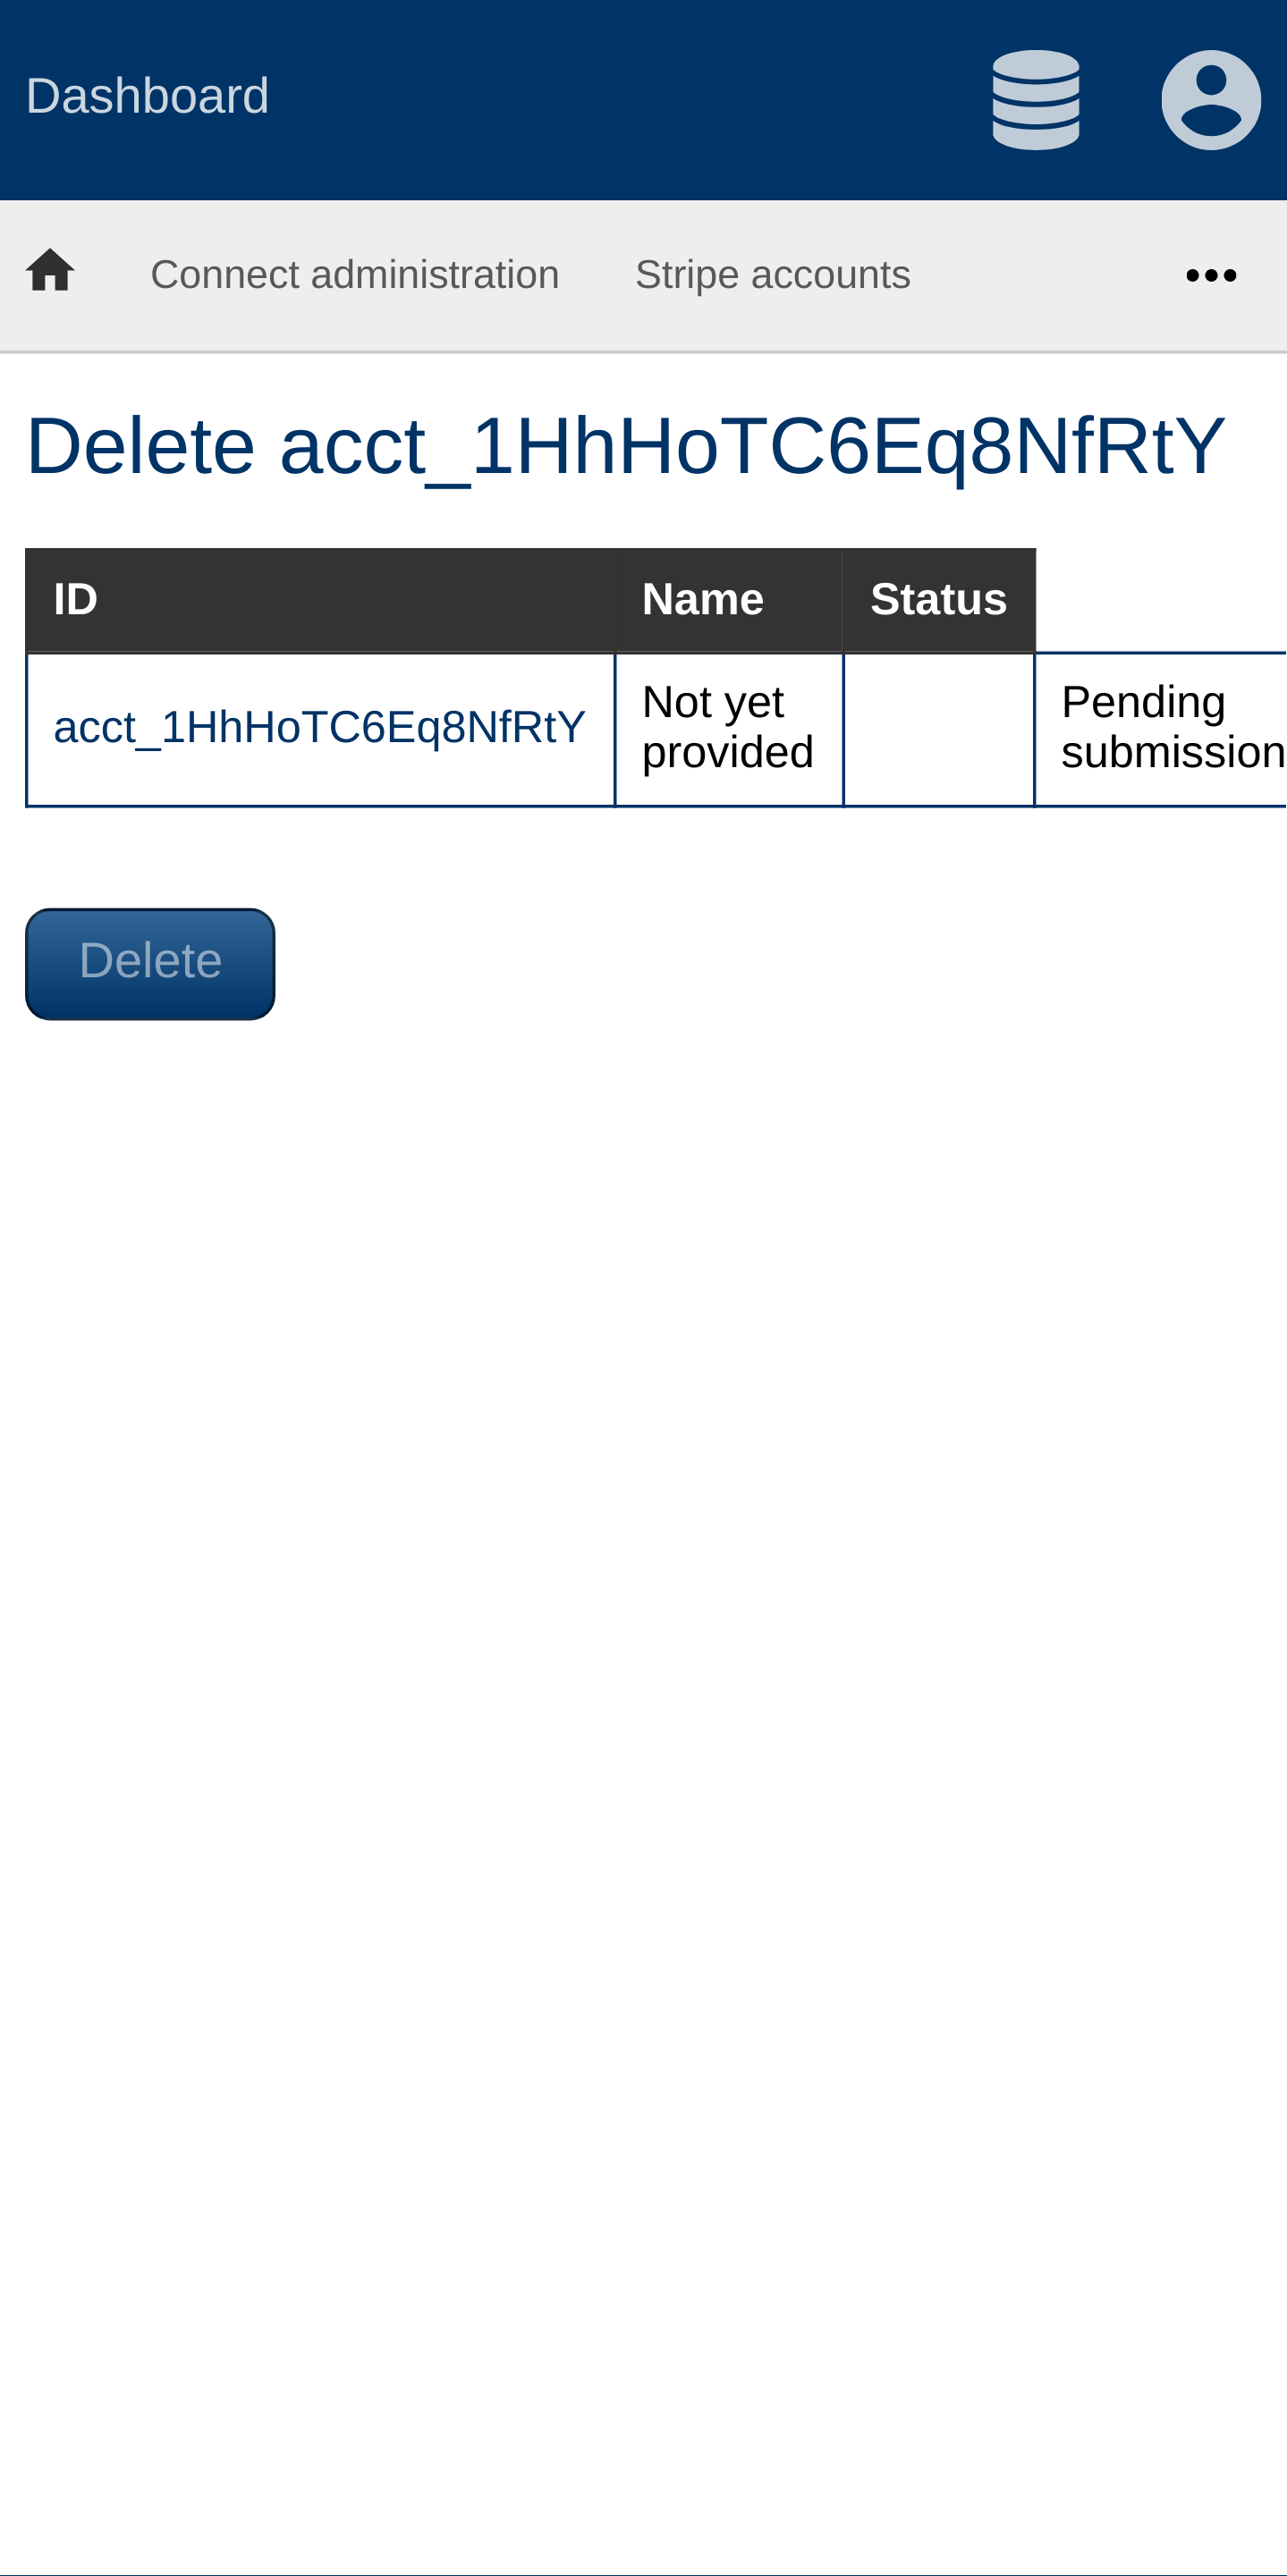 Dashboard
Connect administration Stripe accounts •••
Delete acct_1HhHoTC6Eq8NfRtY
ID Name Status
acct_1HhHoTC6Eq8NfRtY Not yet provided Pending submission
Delete